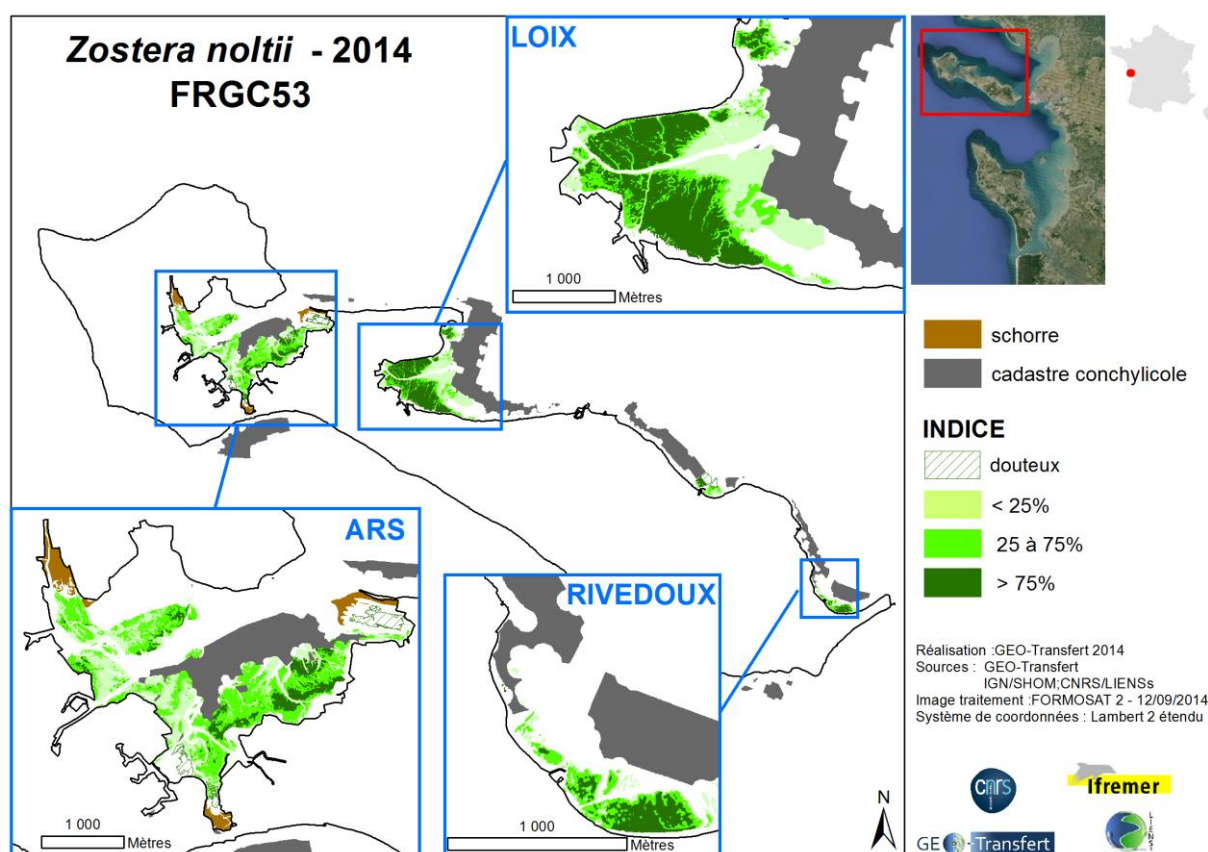 Zostera noltii - 2014
FRGC53
LOIX
1 000
Mètres
ARS
1 000
Mètres
RIVEDOUX
1 000
Mètres
N
schorre
cadastre conchylicole
INDICE
douteux
< 25%
25 à 75%
> 75%
Réalisation :GEO-Transfert 2014
Sources : GEO-Transfert
IGN/SHOM;CNRS/LIENSs
Image traitement :FORMOSAT 2 - 12/09/2014
Système de coordonnées : Lambert 2 étendu
cnrs
Ifremer
GEO-Transfert